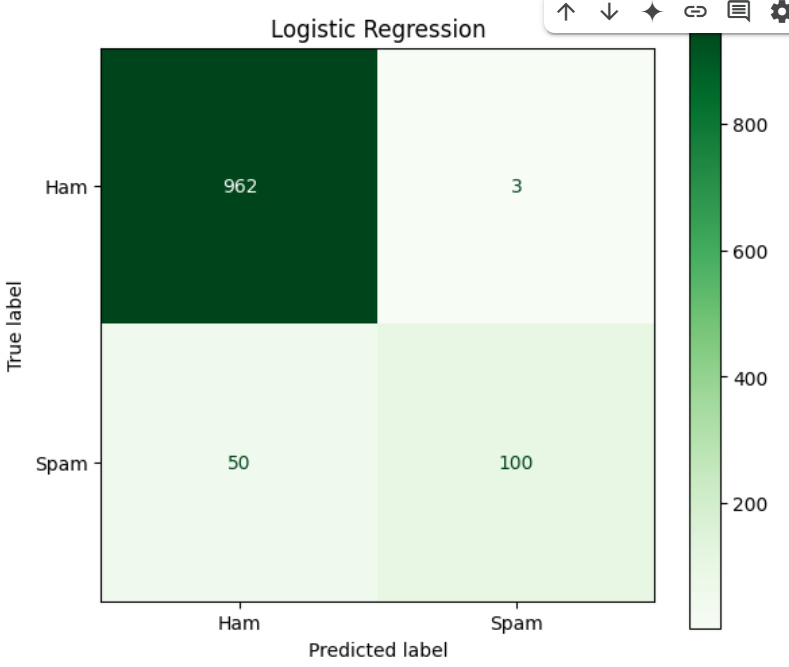 Logistic Regression
800
Ham
962
3
600
True label
400
Spam
50
100
200
Ham
Spam
Predicted label